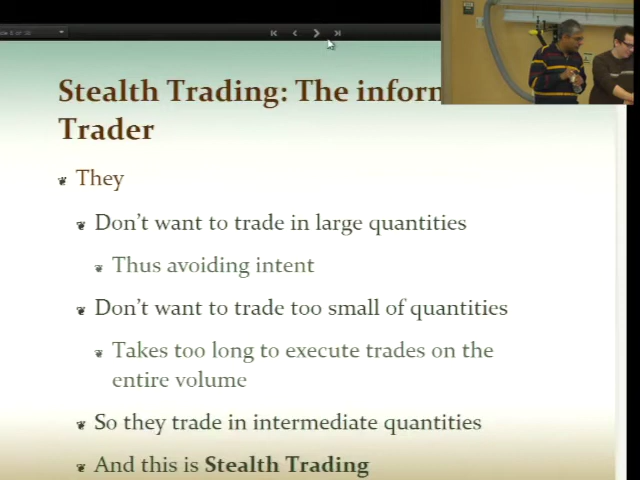 Stealth Trading: The inform
Trader
They
Don't want to trade in large quantities
Thus avoiding intent
Don't want to trade too small of quantities
Takes too long to execute trades on the
entire volume
So they trade in intermediate quantities
And this is Stealth Trading